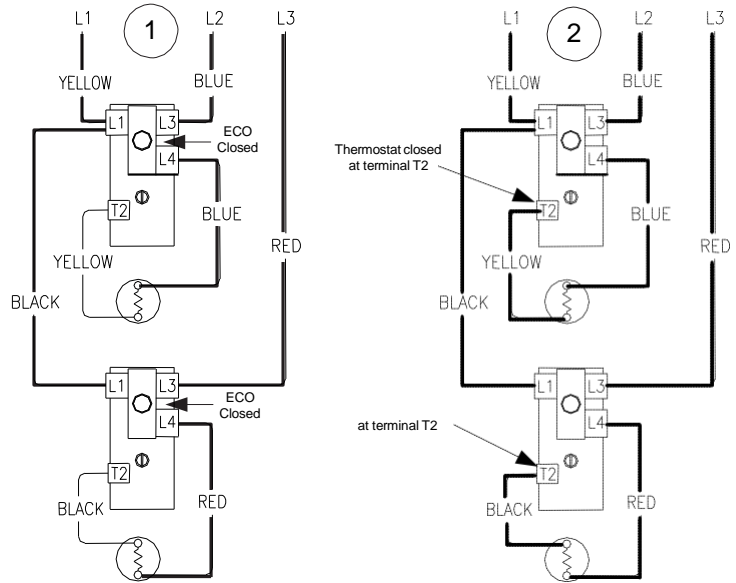 L1
1
L2
L3
YELLOW
BLUE
L1
L3
ECO
Closed
L4
T2
BLUE
RED
YELLOW
BLACK
L1
L3
ECO
Closed
L4
T2
BLACK
RED
L1
2
L2
L3
YELLOW
BLUE
L1
L3
Thermostat closed
at terminal T2
L4
T2
BLUE
RED
YELLOW
BLACK
L1
L3
L4
at terminal T2
T2
BLACK
RED